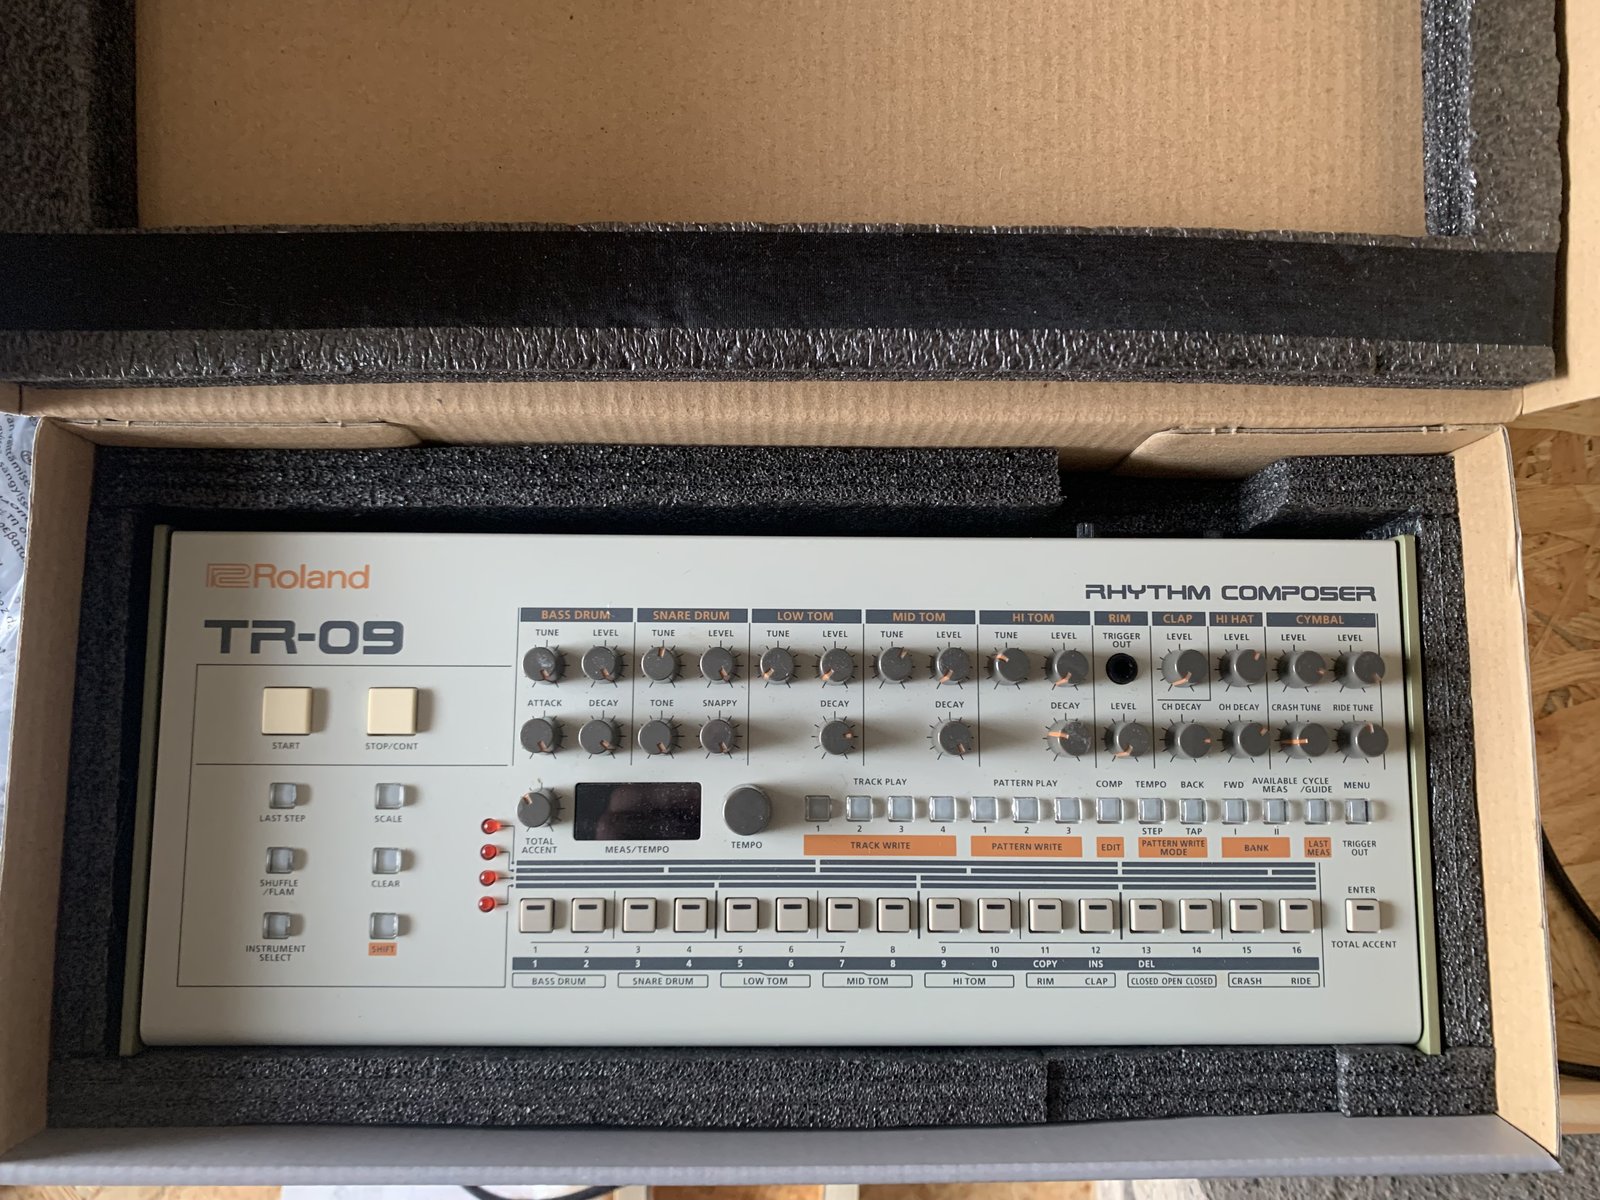 Roland
TR-09
RHYTHM COMPOSER
BASS DRUM SNARE DRUM LOW TOM MID TOM HI TOM RIM CLAP HI HAT CYMBAL
TUNE LEVEL TUNE LEVEL TUNE LEVEL TUNE LEVEL TUNE LEVEL TRIGGER OUT LEVEL LEVEL LEVEL LEVEL
ATTACK DECAY TONE SNAPPY DECAY DECAY DECAY LEVEL CH DECAY OH DECAY CRASH TUNE RIDE TUNE
START STOP/CONT
LAST STEP SCALE
SHUFFLE /FLAM CLEAR
INSTRUMENT SELECT SHIFT
TRACK PLAY PATTERN PLAY COMP TEMPO BACK FWD AVAILABLE MEAS CYCLE /GUIDE MENU
1 2 3 4 1 2 3 STEP TAP I II
TOTAL ACCENT MEAS/TEMPO TEMPO TRACK WRITE PATTERN WRITE EDIT PATTERN WRITE MODE BANK LAST MEAS TRIGGER OUT
ENTER
1 2 3 4 5 6 7 8 9 10 11 12 13 14 15 16 TOTAL ACCENT
1 2 3 4 5 6 7 8 9 0 COPY INS DEL
BASS DRUM SNARE DRUM LOW TOM MID TOM HI TOM RIM CLAP CLOSED OPEN CLOSED CRASH RIDE